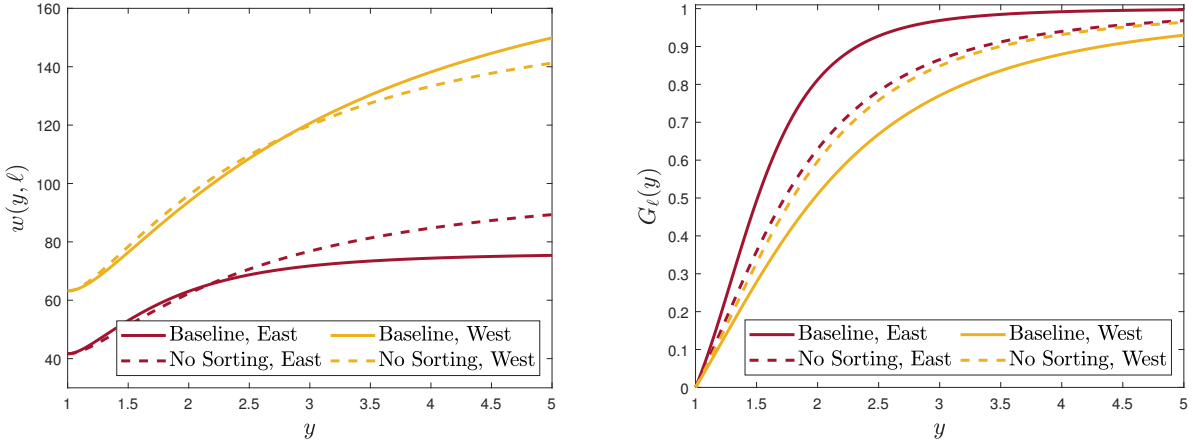 160
140
120
100
80
60
40
w(y, ℓ)
Baseline, East Baseline, West
No Sorting, East No Sorting, West
1 1.5 2 2.5 3 3.5 4 4.5 5
y
1
0.9
0.8
0.7
0.6
0.5
0.4
0.3
0.2
0.1
0
G_ℓ(y)
Baseline, East Baseline, West
No Sorting, East No Sorting, West
1 1.5 2 2.5 3 3.5 4 4.5 5
y